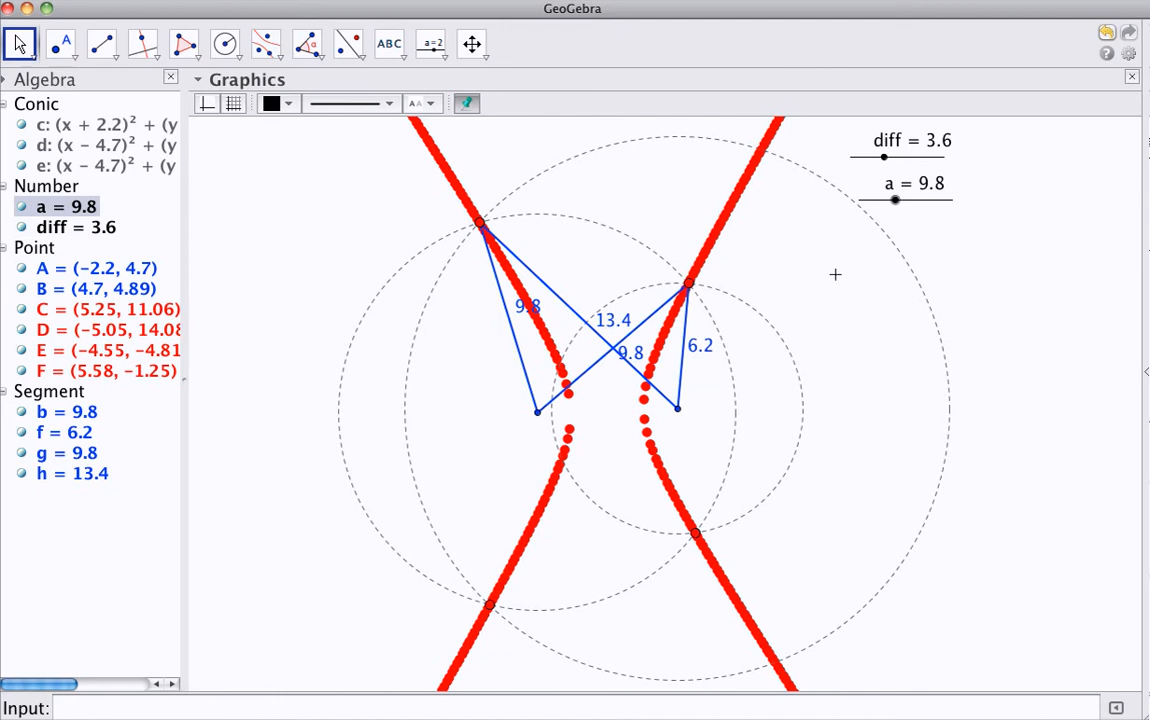 GeoGebra
A
ABC
a=2
Algebra
Graphics
AA
Conic
c: (x + 2.2)² + (y
d: (x − 4.7)² + (y
e: (x − 4.7)² + (y
Number
a = 9.8
diff = 3.6
Point
A = (−2.2, 4.7)
B = (4.7, 4.89)
C = (5.25, 11.06)
D = (−5.05, 14.08
E = (−4.55, −4.81
F = (5.58, −1.25)
Segment
b = 9.8
f = 6.2
g = 9.8
h = 13.4
diff = 3.6
a = 9.8
9.8
13.4
9.8
6.2
Input: